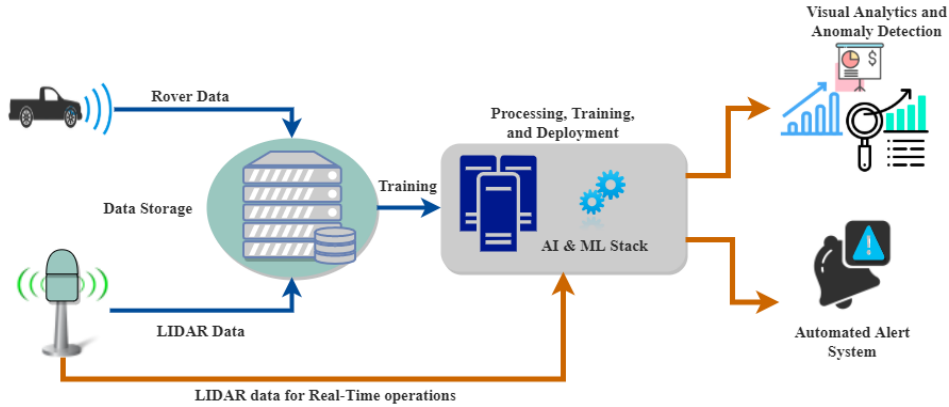 Visual Analytics and
Anomaly Detection
$
Rover Data
Processing, Training,
and Deployment
Training
Data Storage
AI & ML Stack
!
LIDAR Data
Automated Alert
System
LIDAR data for Real-Time operations